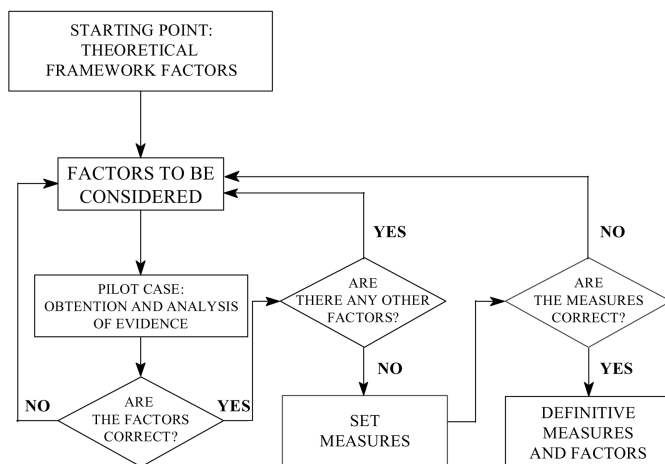 STARTING POINT:
THEORETICAL
FRAMEWORK FACTORS
FACTORS TO BE
CONSIDERED
PILOT CASE:
OBTENTION AND ANALYSIS
OF EVIDENCE
NO
ARE
THE FACTORS
CORRECT?
YES
YES
ARE
THERE ANY OTHER
FACTORS?
NO
SET
MEASURES
NO
ARE
THE MEASURES
CORRECT?
YES
DEFINITIVE
MEASURES
AND FACTORS